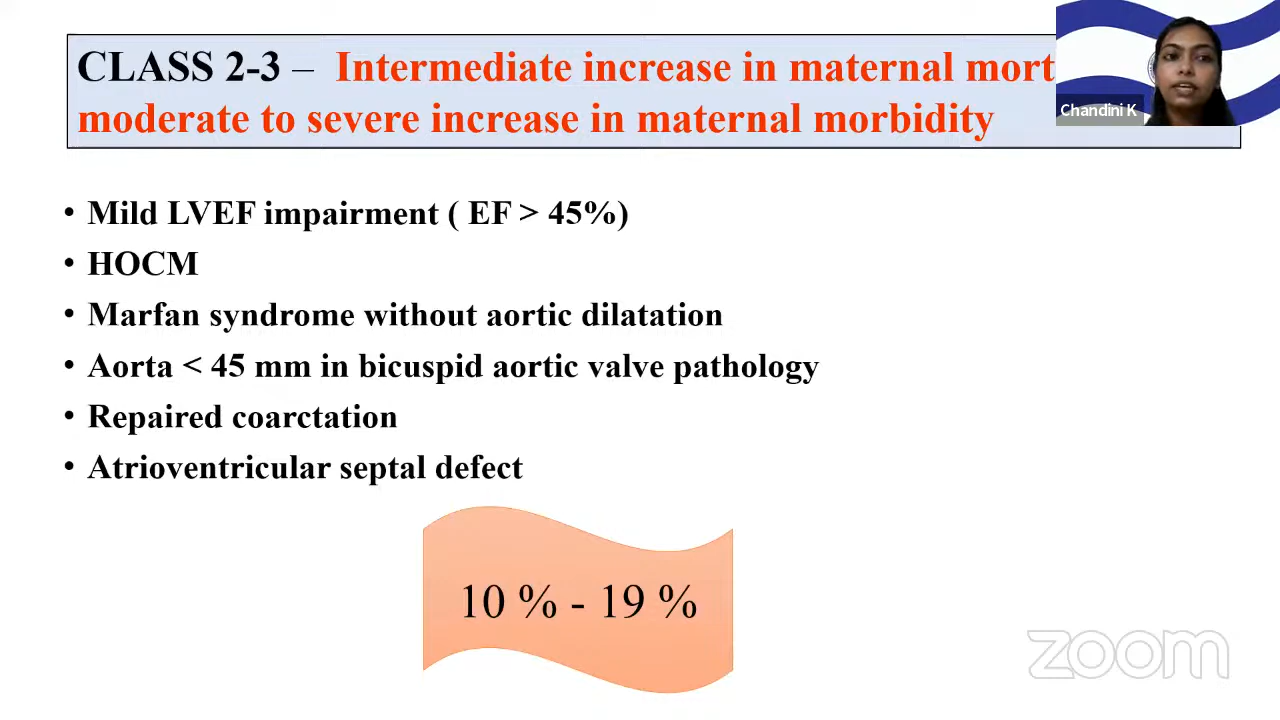 CLASS 2-3 – Intermediate increase in maternal mort
moderate to severe increase in maternal morbidity
Chandini K
• Mild LVEF impairment ( EF > 45%)
• HOCM
• Marfan syndrome without aortic dilatation
• Aorta < 45 mm in bicuspid aortic valve pathology
• Repaired coarctation
• Atrioventricular septal defect
10 % - 19 %
zoom